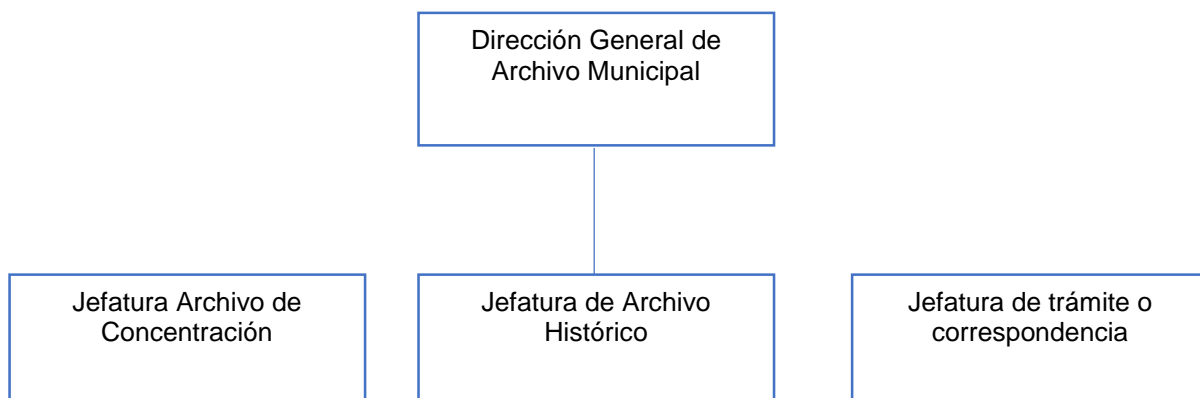 Dirección General de
Archivo Municipal
Jefatura Archivo de
Concentración
Jefatura de Archivo
Histórico
Jefatura de trámite o
correspondencia